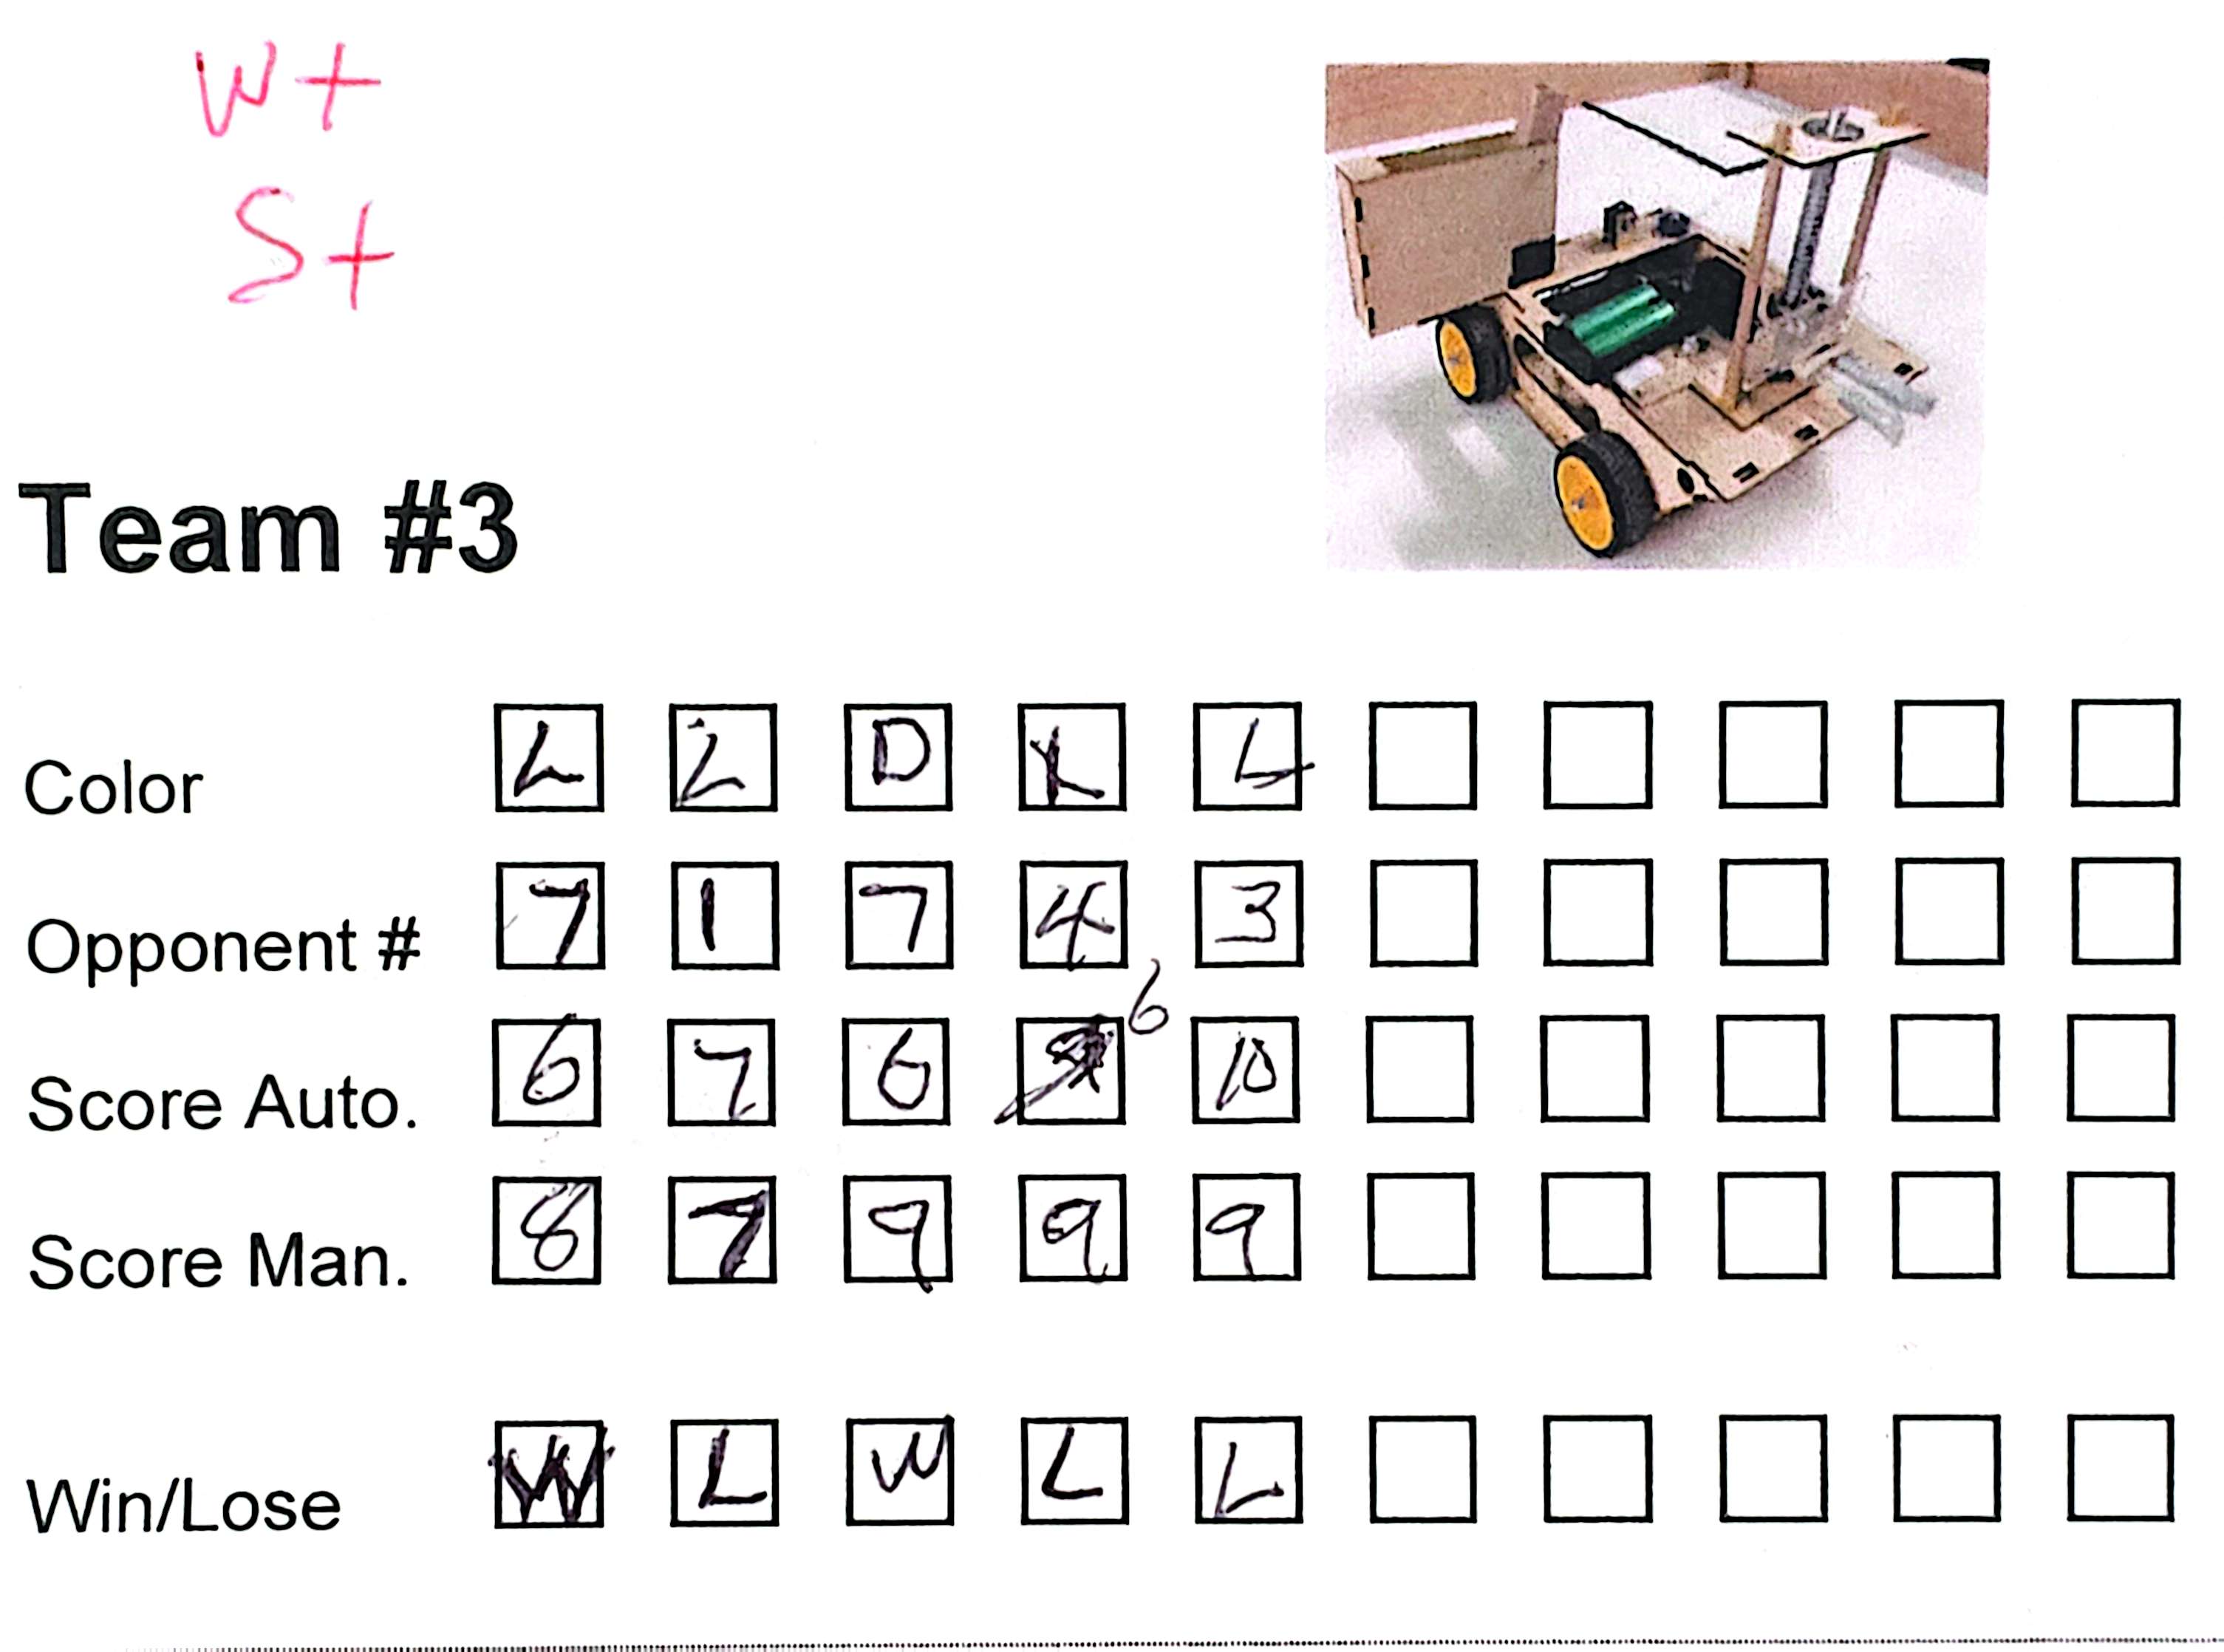 W+
S+
Team #3
Color L L D L L
Opponent # 7 1 7 4 3
6
Score Auto. 6 7 6 10
Score Man. 8 7 9 9 9
Win/Lose W L W L L